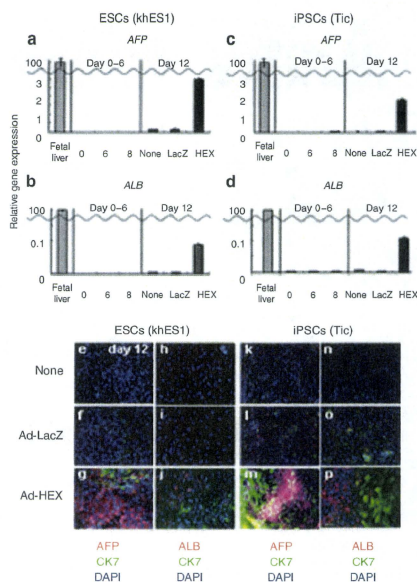 ESCs (khES1) iPSCs (Tic)
a AFP c AFP
100 Day 0–6 Day 12 100 Day 0–6 Day 12
3 3
2 2
1 1
0 0
Fetal liver 0 6 8 None LacZ HEX Fetal liver 0 6 8 None LacZ HEX
Relative gene expression
b ALB d ALB
100 Day 0–6 Day 12 100 Day 0–6 Day 12
0.1 0.1
0 0
Fetal liver 0 6 8 None LacZ HEX Fetal liver 0 6 8 None LacZ HEX
ESCs (khES1) iPSCs (Tic)
None e day 12 h k n
Ad-LacZ f i l o
Ad-HEX g j m p
AFP ALB AFP ALB
CK7 CK7 CK7 CK7
DAPI DAPI DAPI DAPI